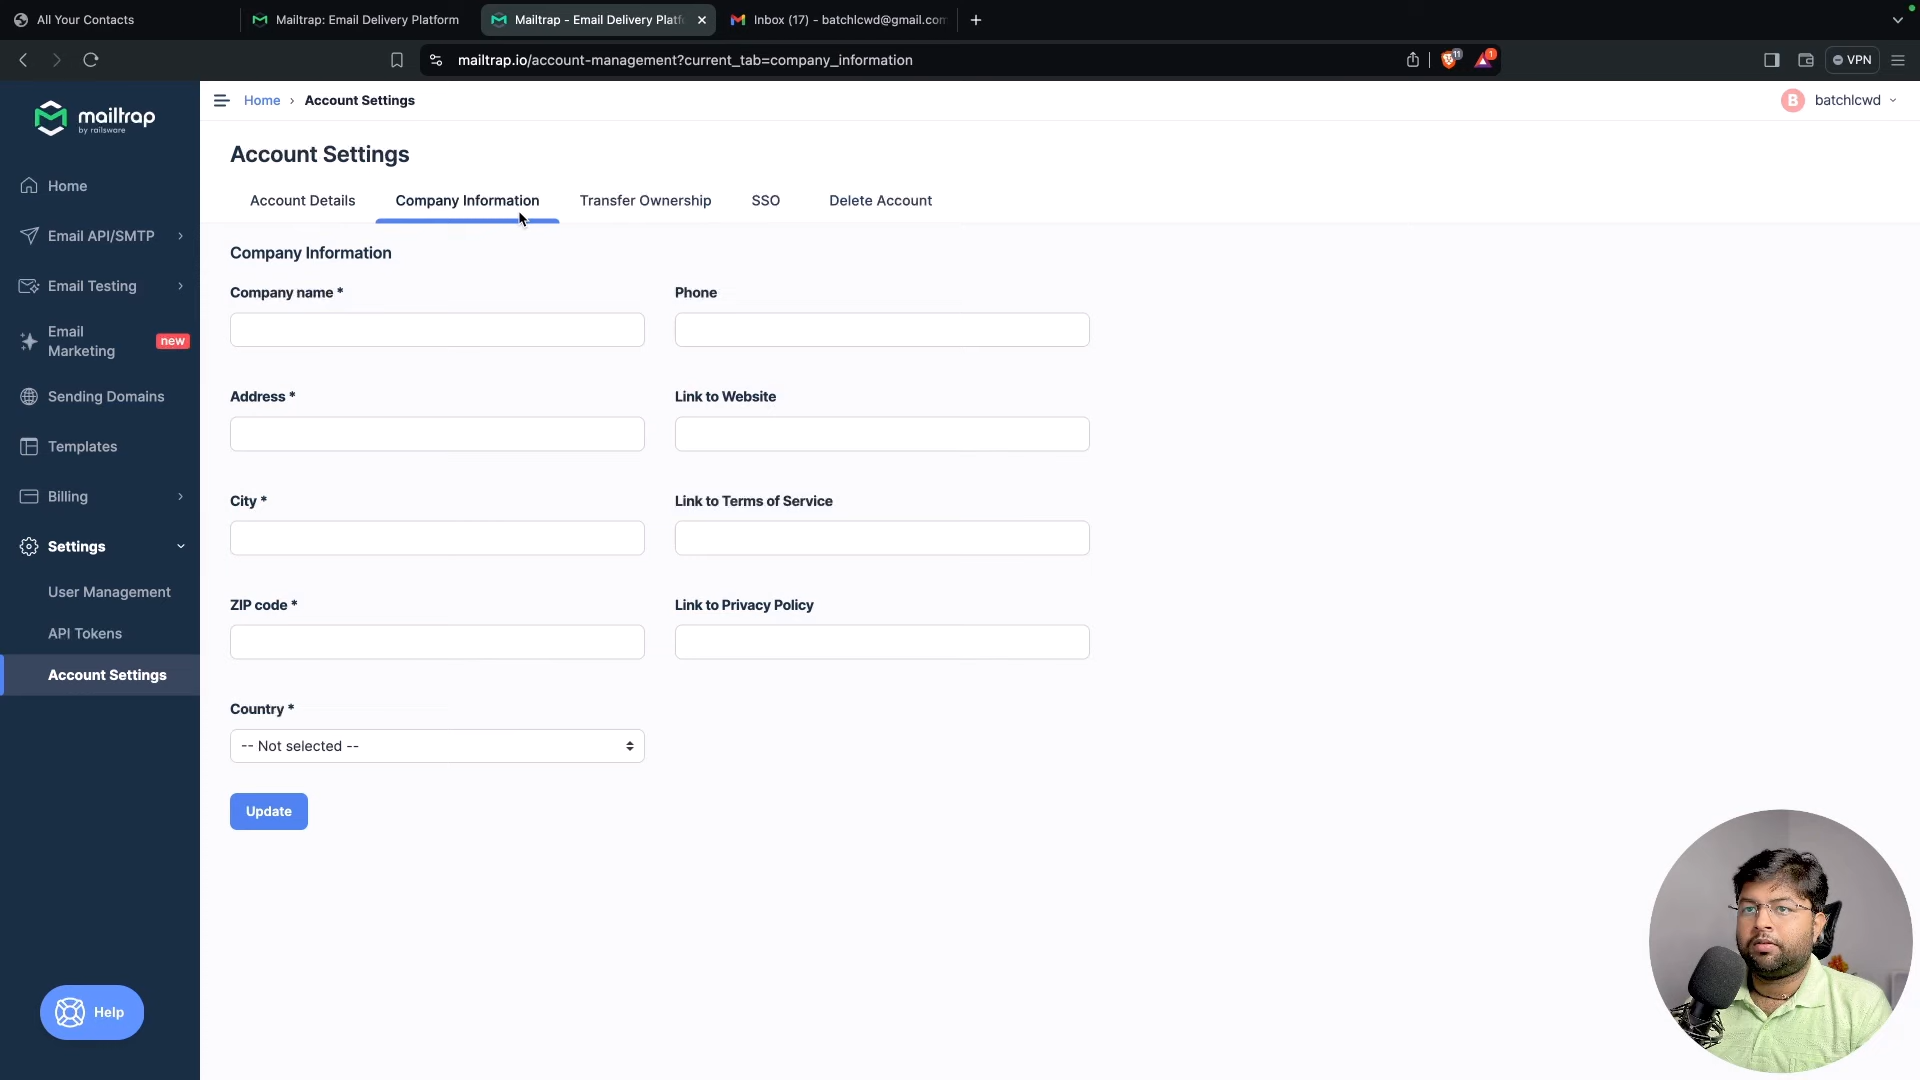 All Your Contacts
Mailtrap: Email Delivery Platform
Mailtrap - Email Delivery Platf
Inbox (17) - batchlcwd@gmail.com
mailtrap.io/account-management?current_tab=company_information
11
1
VPN
mailtrap
by railsware
Home
Email API/SMTP
Email Testing
Email
Marketing
new
Sending Domains
Templates
Billing
Settings
User Management
API Tokens
Account Settings
Help
Home › Account Settings
B batchlcwd
Account Settings
Account Details
Company Information
Transfer Ownership
SSO
Delete Account
Company Information
Company name *
Phone
Address *
Link to Website
City *
Link to Terms of Service
ZIP code *
Link to Privacy Policy
Country *
-- Not selected --
Update